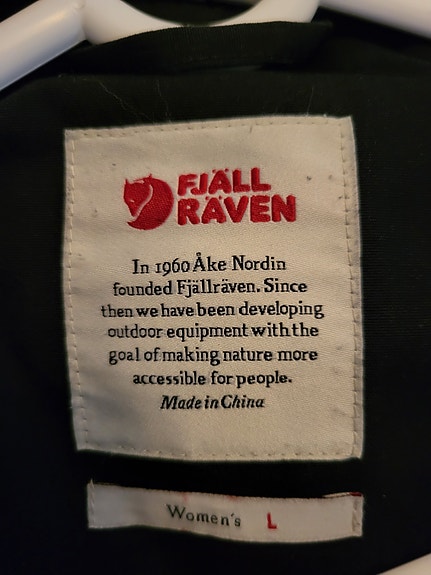 FJÄLL
RÄVEN
In 1960 Åke Nordin
founded Fjällräven. Since
then we have been developing
outdoor equipment with the
goal of making nature more
accessible for people.
Made in China
Women's L